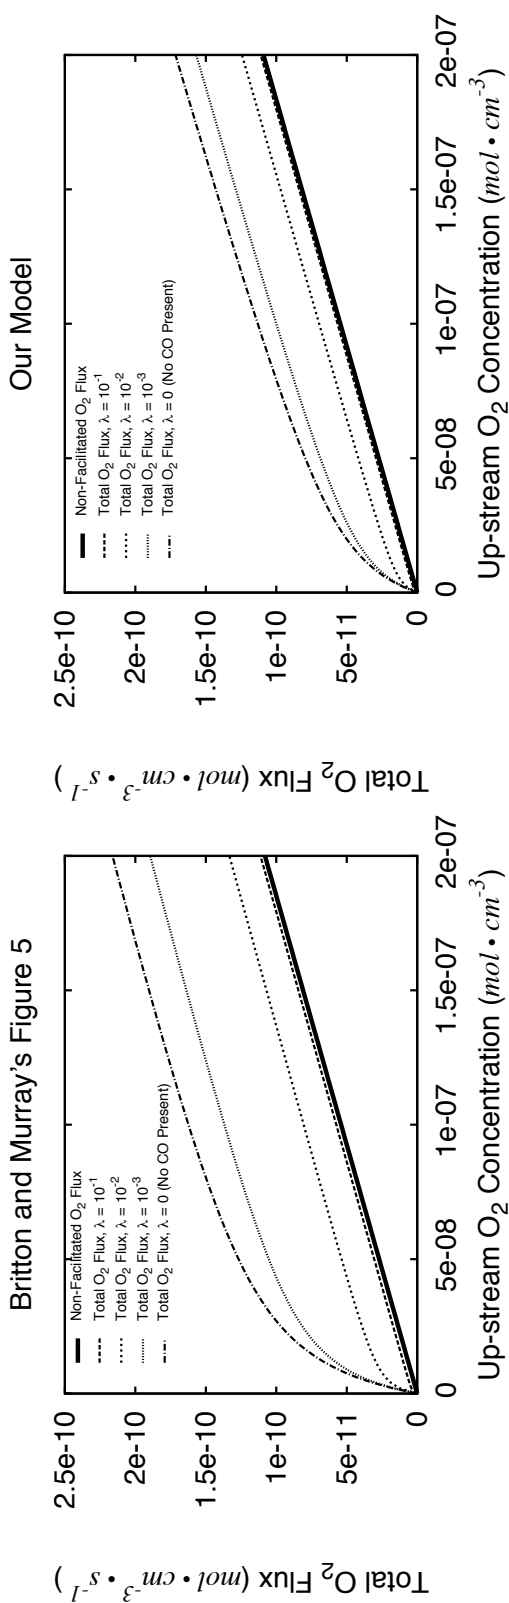 Britton and Murray's Figure 5
Total O2 Flux (mol • cm-3 • s-1)
2.5e-10
2e-10
1.5e-10
1e-10
5e-11
0
Non-Facilitated O2 Flux
Total O2 Flux, λ = 10-1
Total O2 Flux, λ = 10-2
Total O2 Flux, λ = 10-3
Total O2 Flux, λ = 0 (No CO Present)
0
5e-08
1e-07
1.5e-07
2e-07
Up-stream O2 Concentration (mol • cm-3)
Our Model
Total O2 Flux (mol • cm-3 • s-1)
2.5e-10
2e-10
1.5e-10
1e-10
5e-11
0
Non-Facilitated O2 Flux
Total O2 Flux, λ = 10-1
Total O2 Flux, λ = 10-2
Total O2 Flux, λ = 10-3
Total O2 Flux, λ = 0 (No CO Present)
0
5e-08
1e-07
1.5e-07
2e-07
Up-stream O2 Concentration (mol • cm-3)